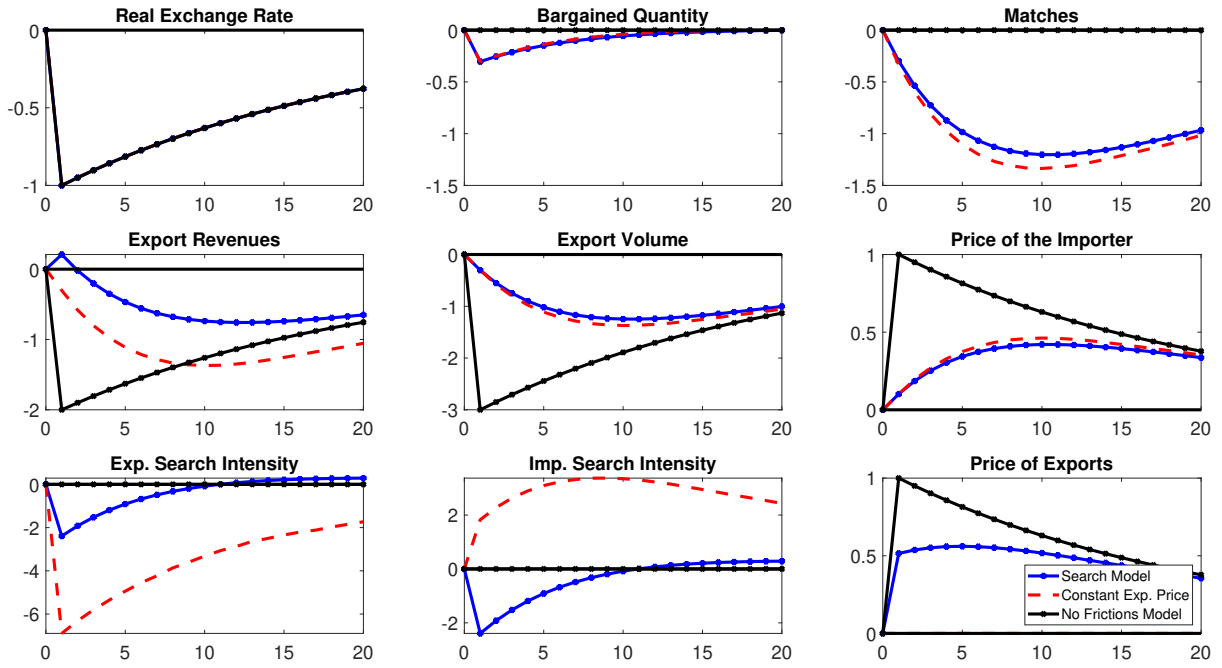 Real Exchange Rate
0
-0.5
-1
0 5 10 15 20
Bargained Quantity
0
-0.5
-1
-1.5
0 5 10 15 20
Matches
0
-0.5
-1
-1.5
0 5 10 15 20
Export Revenues
0
-1
-2
0 5 10 15 20
Export Volume
0
-1
-2
-3
0 5 10 15 20
Price of the Importer
1
0.5
0
0 5 10 15 20
Exp. Search Intensity
0
-2
-4
-6
0 5 10 15 20
Imp. Search Intensity
2
0
-2
0 5 10 15 20
Price of Exports
1
0.5
0
0 5 10 15 20
Search Model
Constant Exp. Price
No Frictions Model